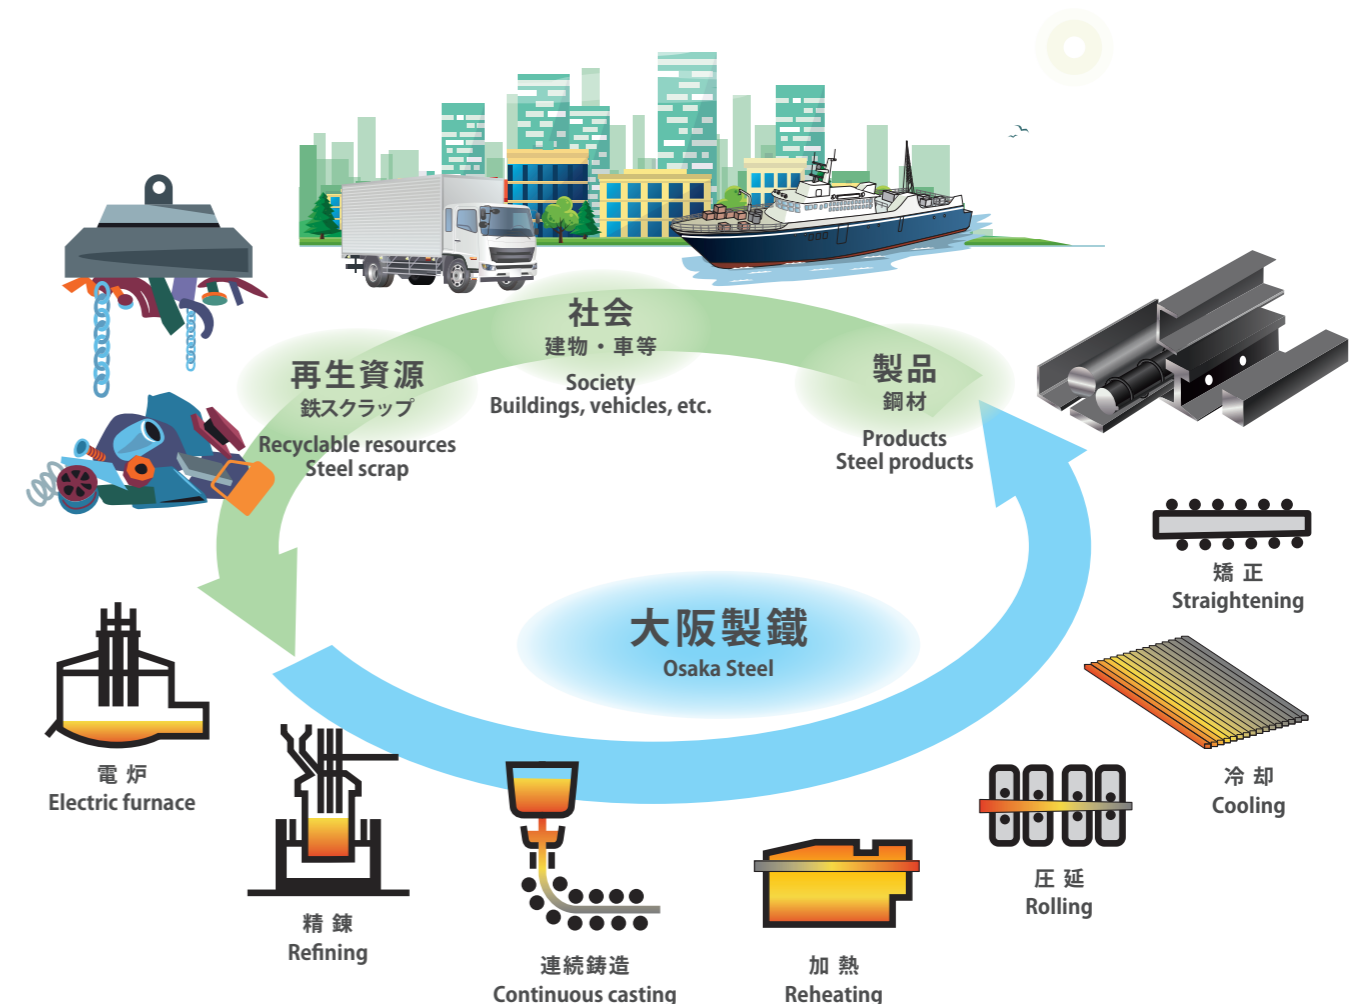 社会
建物・車等
Society
Buildings, vehicles, etc.
再生資源
鉄スクラップ
Recyclable resources
Steel scrap
製品
鋼材
Products
Steel products
大阪製鐵
Osaka Steel
電炉
Electric furnace
精錬
Refining
連続鋳造
Continuous casting
加熱
Reheating
圧延
Rolling
冷却
Cooling
矯正
Straightening